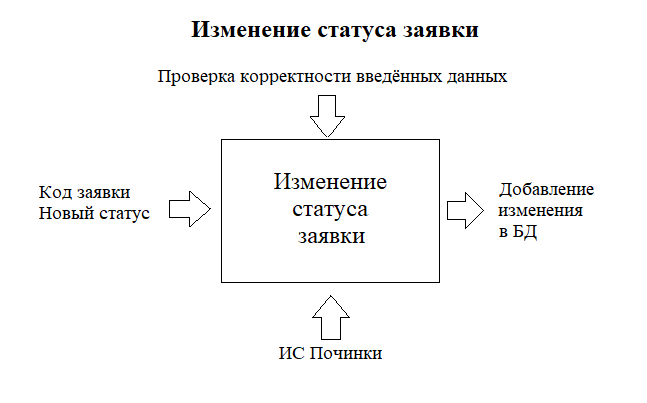 Изменение статуса заявки
Проверка корректности введённых данных
Код заявки
Новый статус
Изменение
статуса
заявки
Добавление
изменения
в БД
ИС Починки